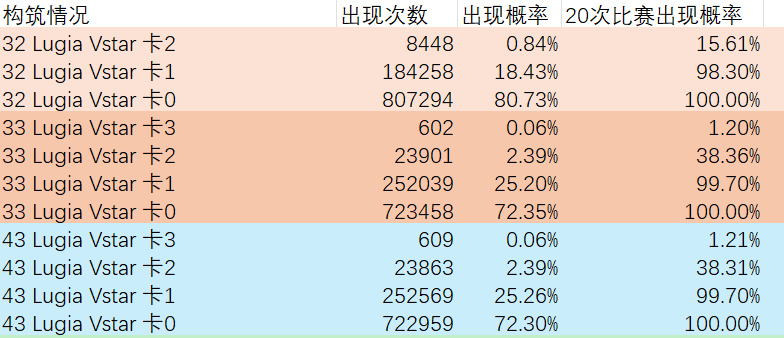 构筑情况 出现次数 出现概率 20次比赛出现概率
32 Lugia Vstar 卡2 8448 0.84% 15.61%
32 Lugia Vstar 卡1 184258 18.43% 98.30%
32 Lugia Vstar 卡0 807294 80.73% 100.00%
33 Lugia Vstar 卡3 602 0.06% 1.20%
33 Lugia Vstar 卡2 23901 2.39% 38.36%
33 Lugia Vstar 卡1 252039 25.20% 99.70%
33 Lugia Vstar 卡0 723458 72.35% 100.00%
43 Lugia Vstar 卡3 609 0.06% 1.21%
43 Lugia Vstar 卡2 23863 2.39% 38.31%
43 Lugia Vstar 卡1 252569 25.26% 99.70%
43 Lugia Vstar 卡0 722959 72.30% 100.00%